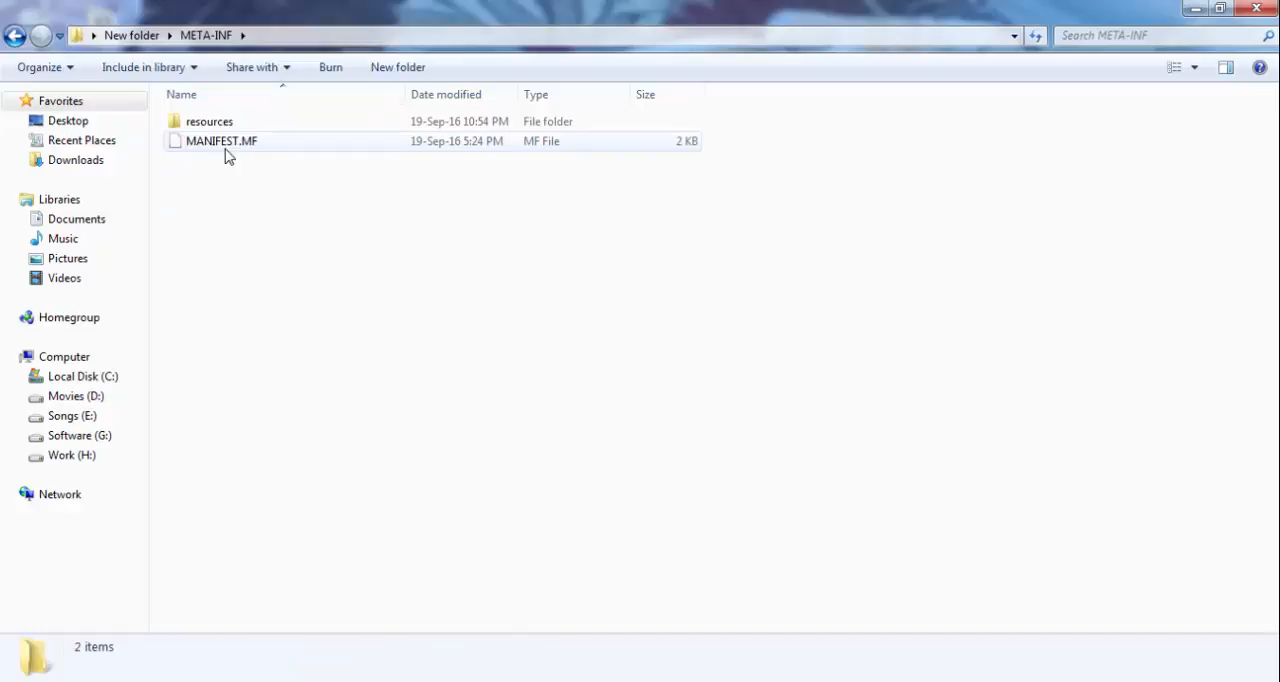 New folder META-INF
Search META-INF
Organize Include in library Share with Burn New folder
Name Date modified Type Size
Favorites
Desktop
Recent Places
Downloads
Libraries
Documents
Music
Pictures
Videos
Homegroup
Computer
Local Disk (C:)
Movies (D:)
Songs (E:)
Software (G:)
Work (H:)
Network
resources 19-Sep-16 10:54 PM File folder
MANIFEST.MF 19-Sep-16 5:24 PM MF File 2 KB
2 items